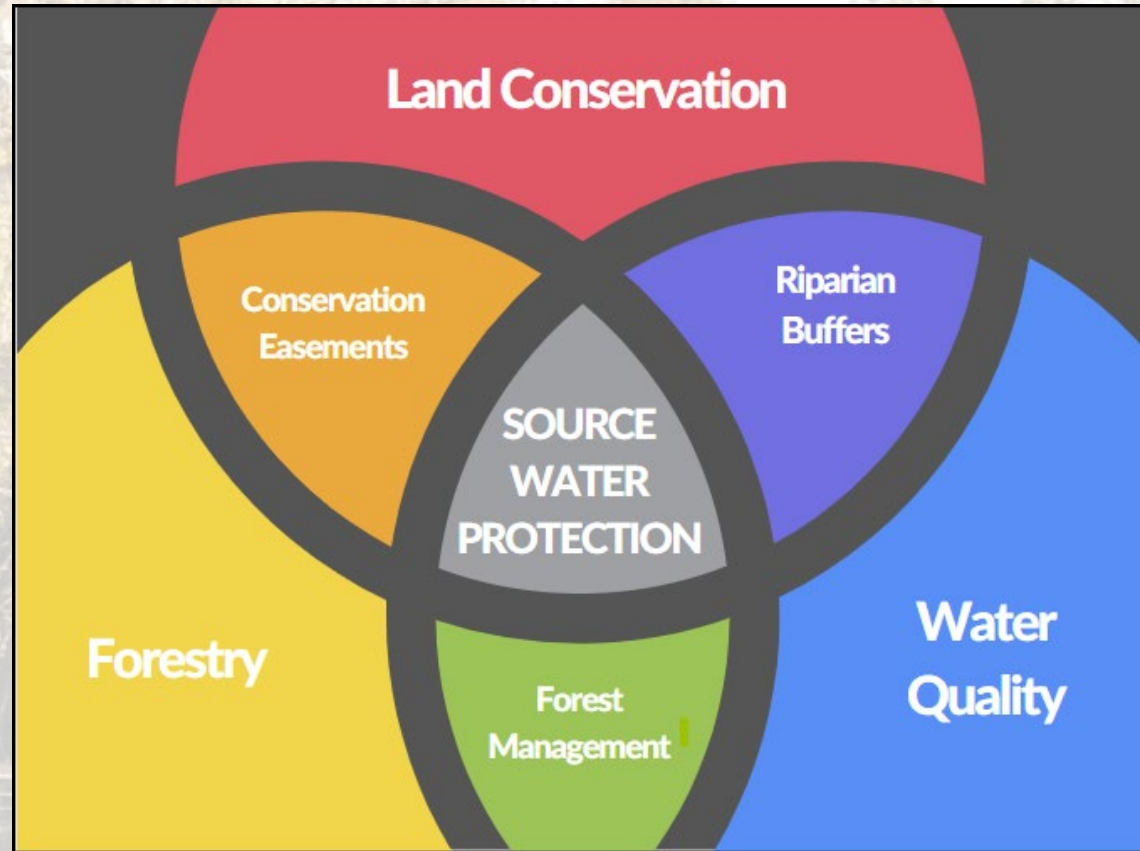 Land Conservation
Conservation
Easements
Riparian
Buffers
SOURCE
WATER
PROTECTION
Forestry
Water
Quality
Forest
Management